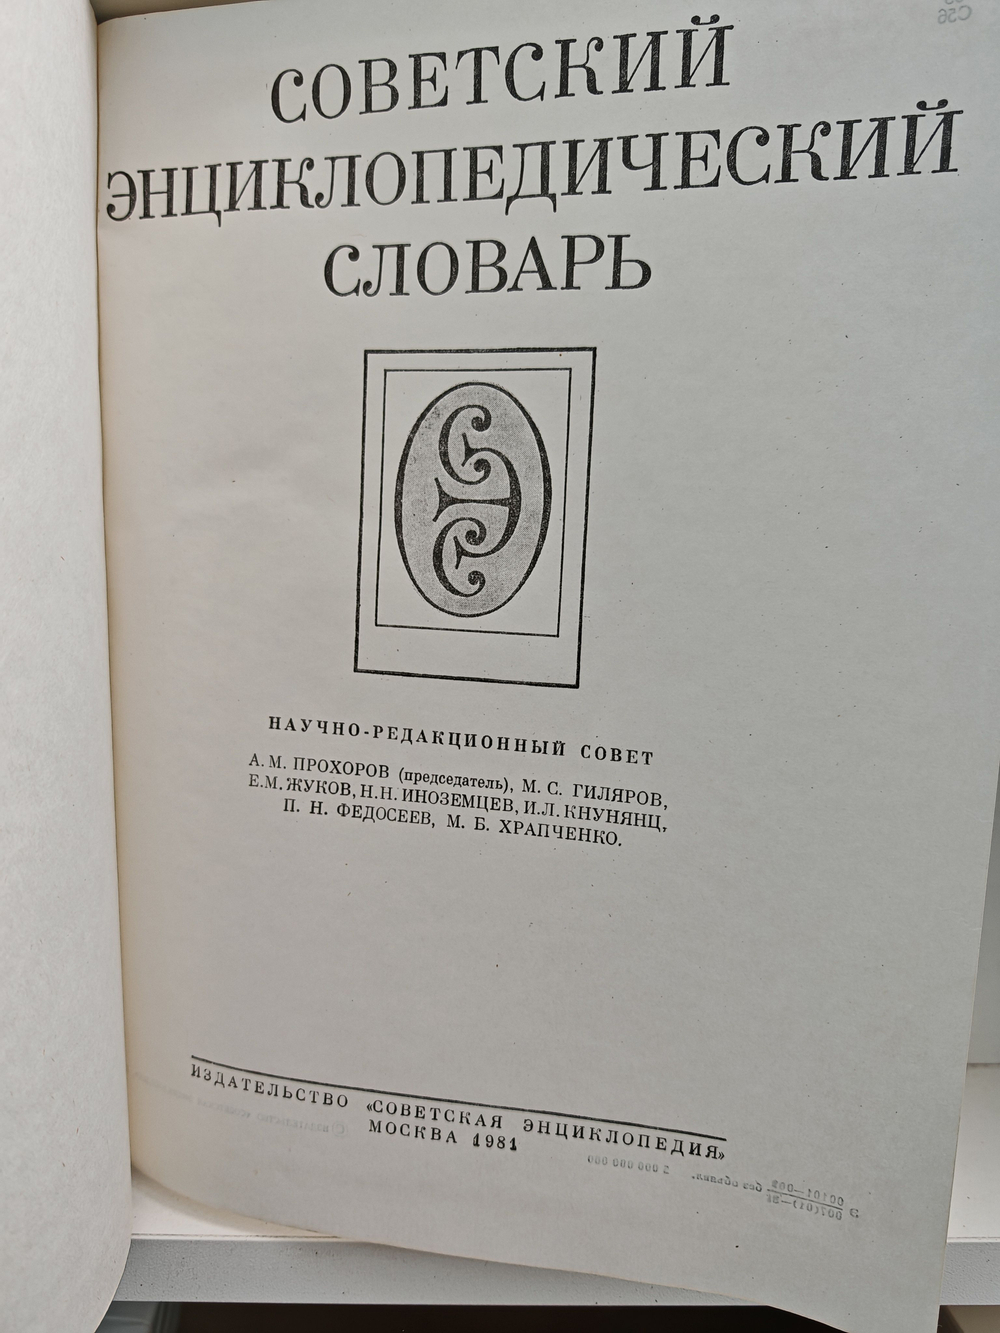 СОВЕТСКИЙ
ЭНЦИКЛОПЕДИЧЕСКИЙ
СЛОВАРЬ
НАУЧНО-РЕДАКЦИОННЫЙ СОВЕТ
А. М. ПРОХОРОВ (председатель), М. С. ГИЛЯРОВ,
Е.М. ЖУКОВ, Н.Н. ИНОЗЕМЦЕВ, И.Л. КНУНЯНЦ,
П. Н. ФЕДОСЕЕВ, М. Б. ХРАПЧЕНКО.
ИЗДАТЕЛЬСТВО «СОВЕТСКАЯ ЭНЦИКЛОПЕДИЯ»
МОСКВА 1981